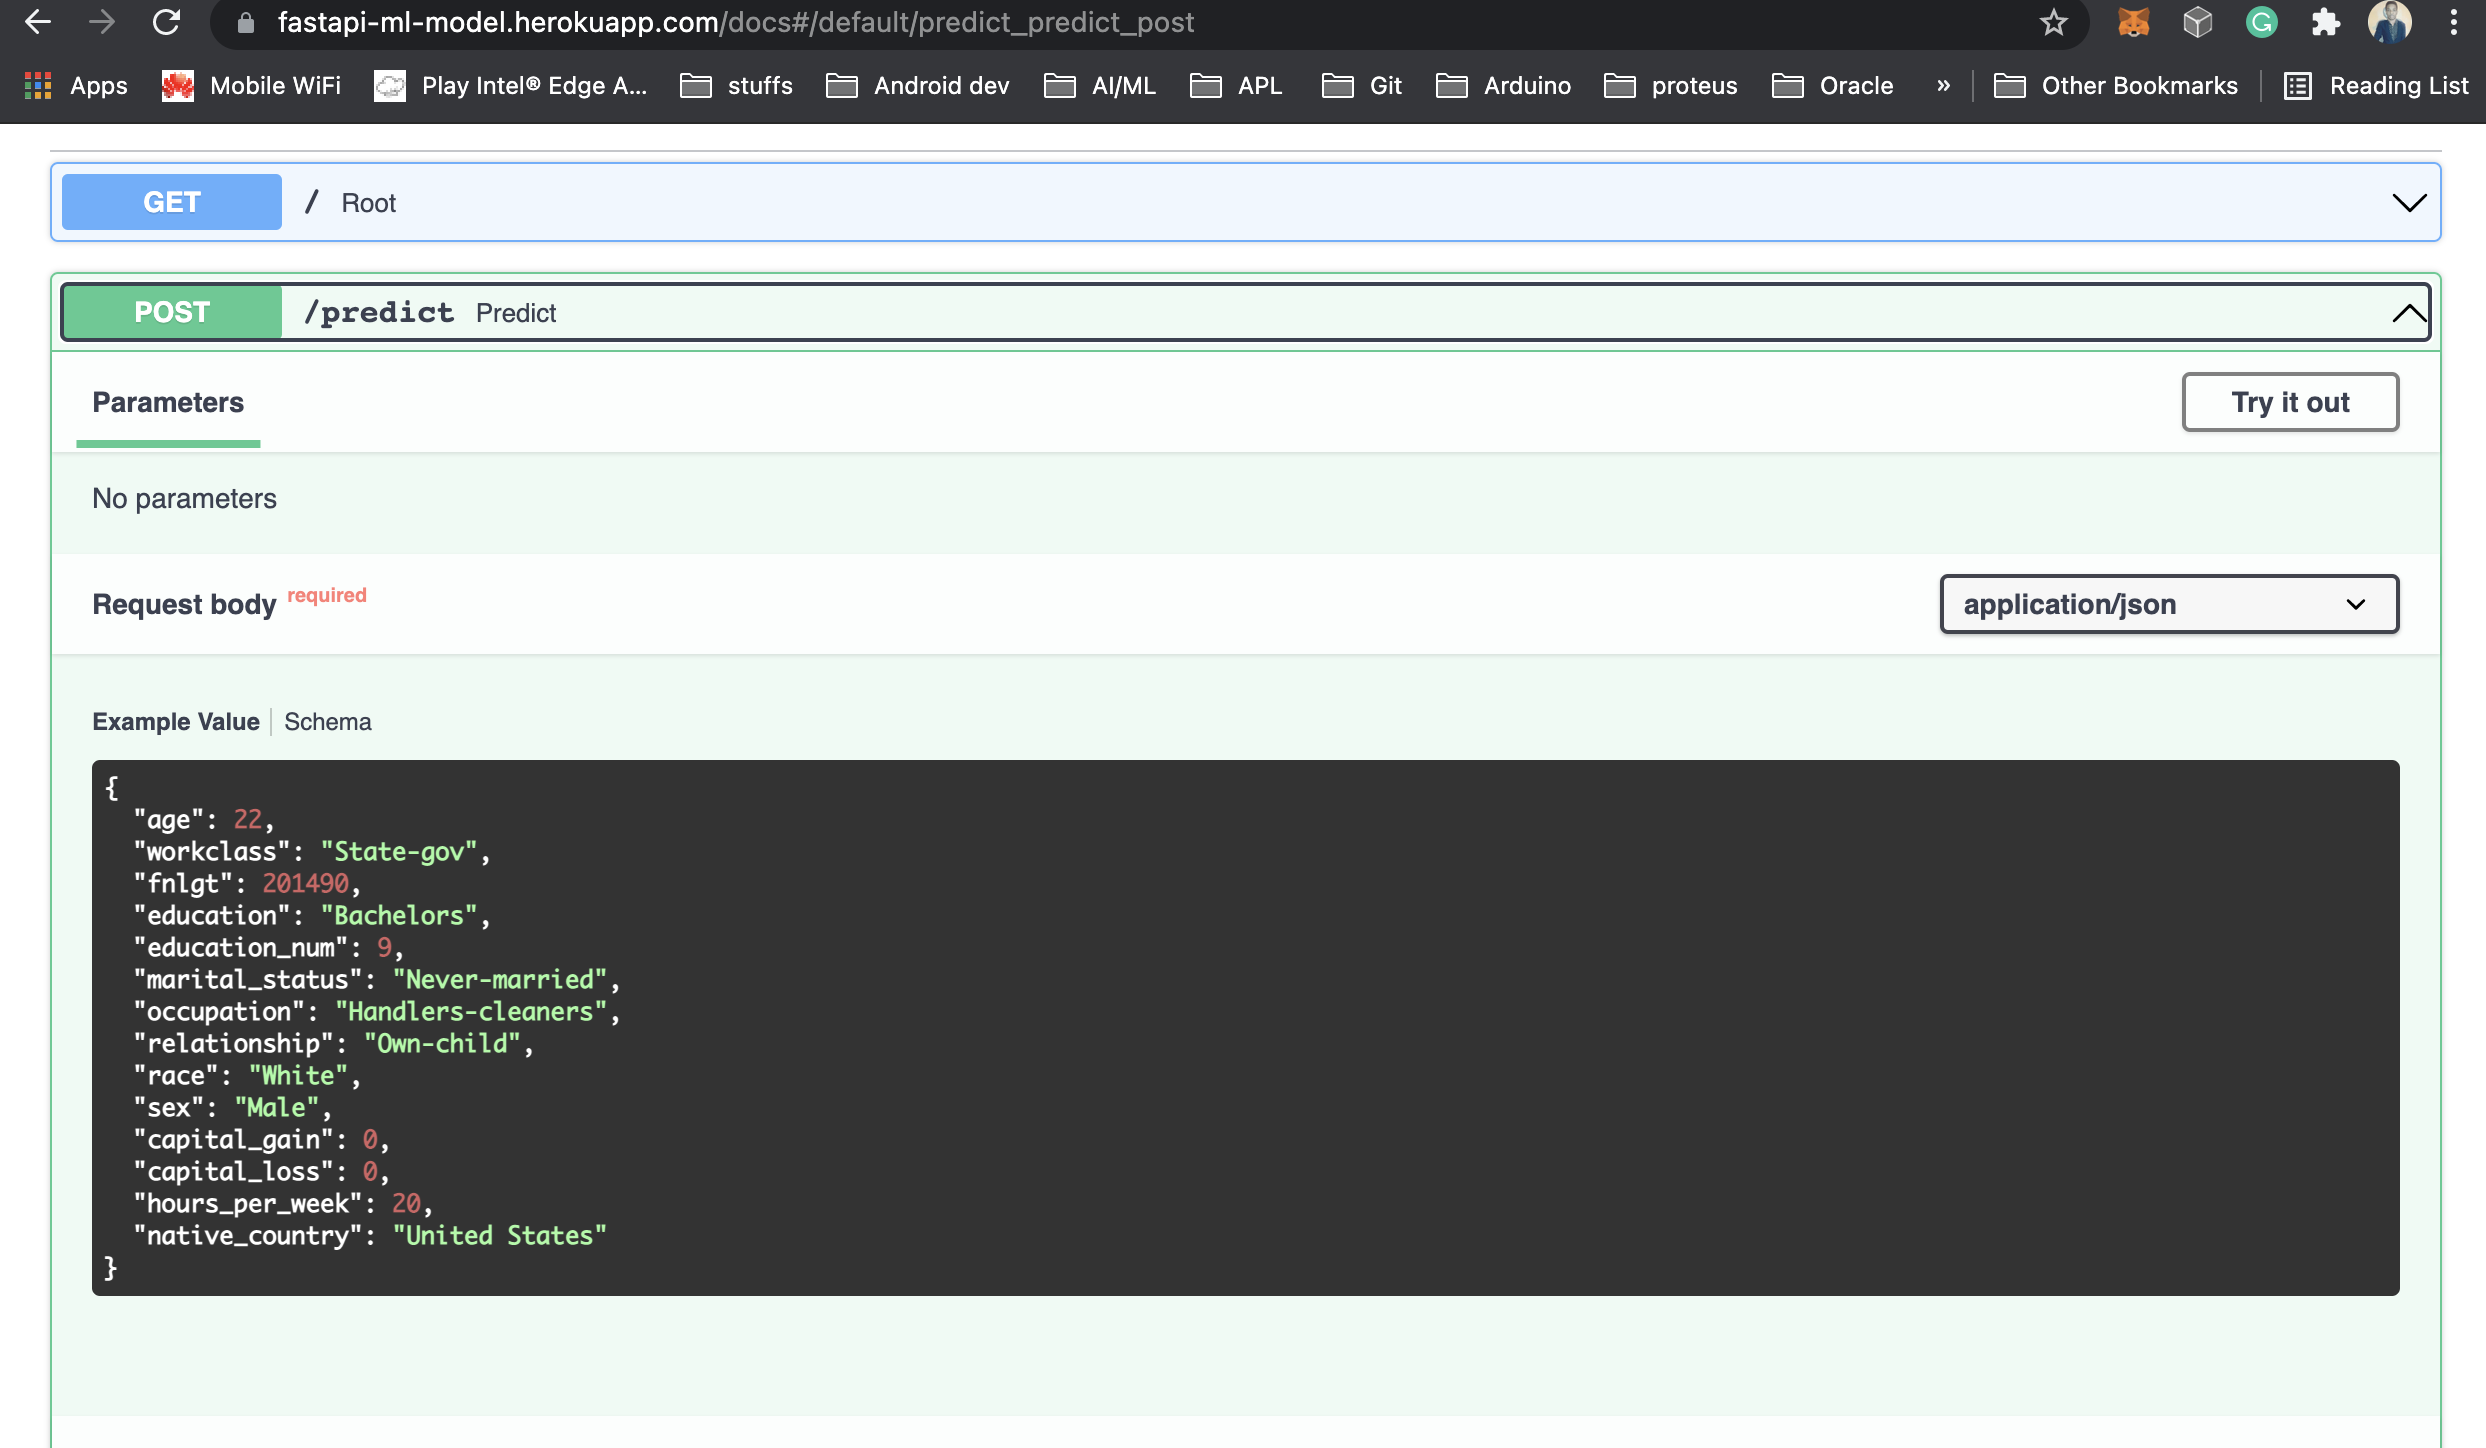 fastapi-ml-model.herokuapp.com/docs#/default/predict_predict_post
Apps Mobile WiFi Play Intel® Edge A... stuffs Android dev AI/ML APL Git Arduino proteus Oracle » Other Bookmarks Reading List
GET / Root
POST /predict Predict
Parameters Try it out
No parameters
Request body required application/json
Example Value Schema
{
"age": 22,
"workclass": "State-gov",
"fnlgt": 201490,
"education": "Bachelors",
"education_num": 9,
"marital_status": "Never-married",
"occupation": "Handlers-cleaners",
"relationship": "Own-child",
"race": "White",
"sex": "Male",
"capital_gain": 0,
"capital_loss": 0,
"hours_per_week": 20,
"native_country": "United States"
}